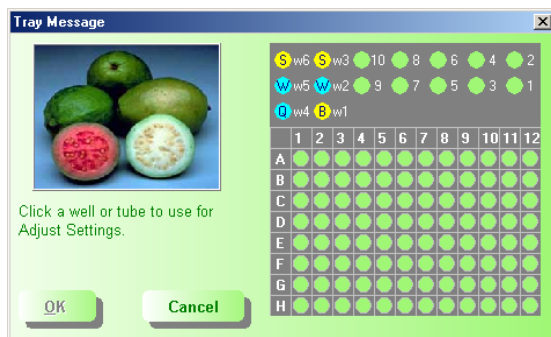 Tray Message
S w6 S w3 10 8 6 4 2
W w5 W w2 9 7 5 3 1
Q w4 B w1
1 2 3 4 5 6 7 8 9 10 11 12
A
B
C
D
E
F
G
H
Click a well or tube to use for
Adjust Settings.
OK Cancel